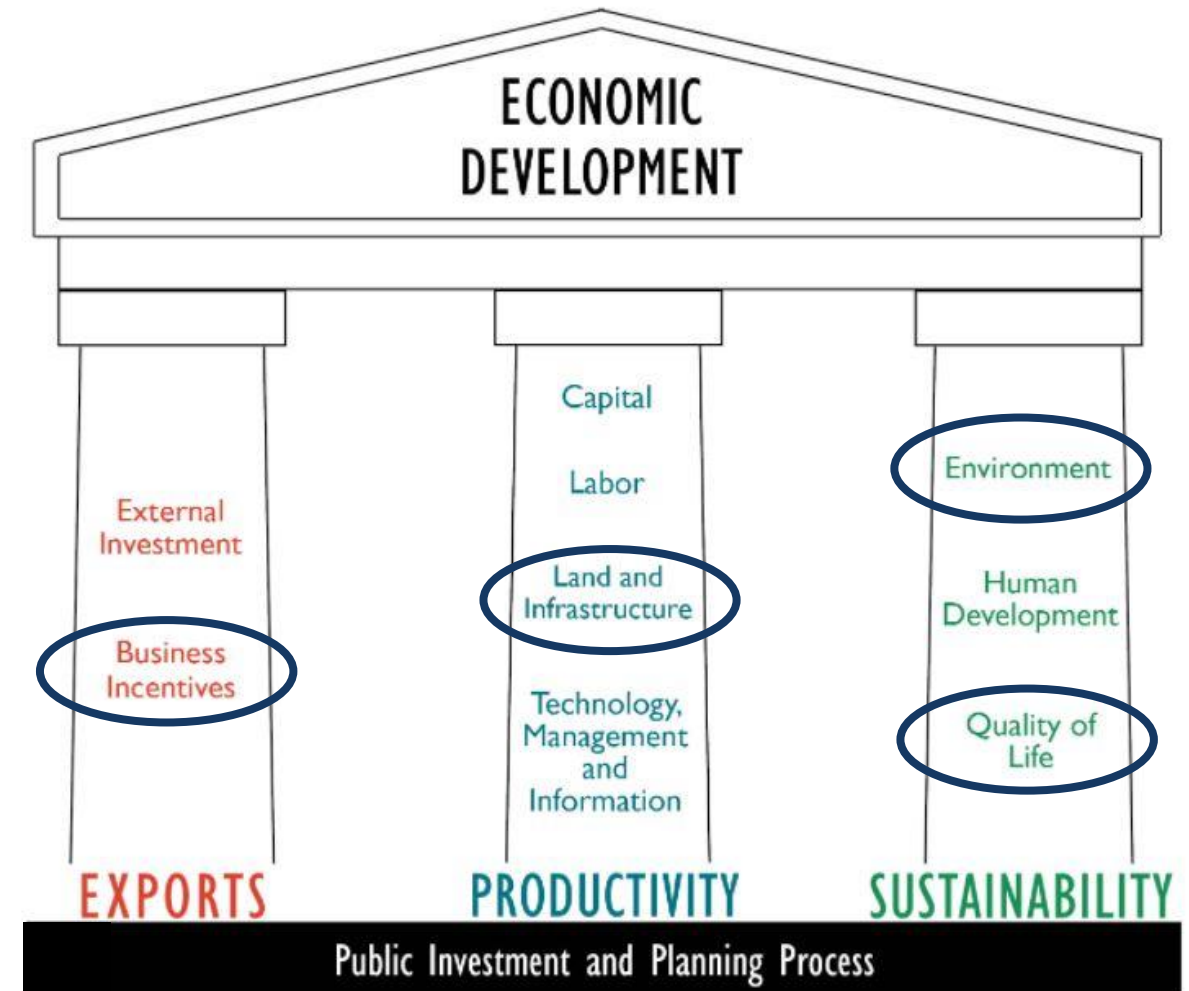 ECONOMIC
DEVELOPMENT
External
Investment
Business
Incentives
EXPORTS
Capital
Labor
Land and
Infrastructure
Technology,
Management
and
Information
PRODUCTIVITY
Environment
Human
Development
Quality of
Life
SUSTAINABILITY
Public Investment and Planning Process